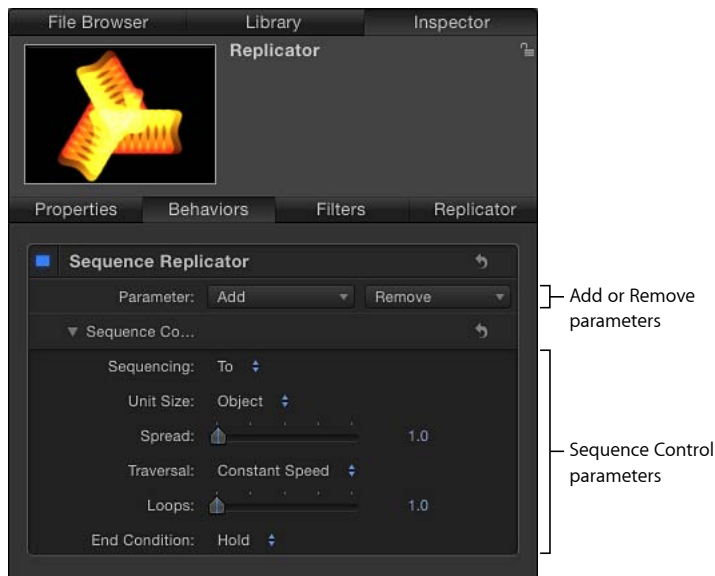 File Browser Library Inspector
Replicator
Properties Behaviors Filters Replicator
Sequence Replicator
Parameter: Add Remove
Add or Remove
parameters
Sequence Co...
Sequencing: To
Unit Size: Object
Spread: 1.0
Traversal: Constant Speed
Loops: 1.0
End Condition: Hold
Sequence Control
parameters